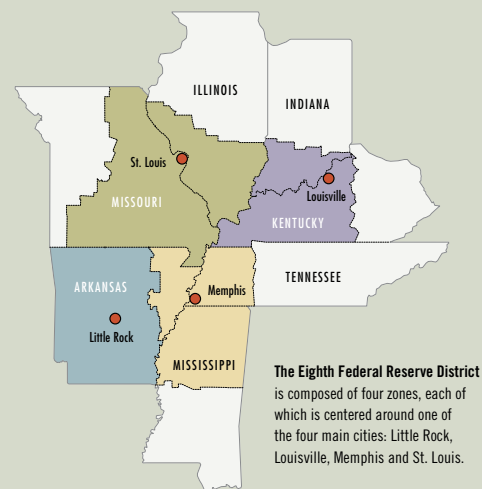 ILLINOIS
INDIANA
St. Louis
Louisville
MISSOURI
KENTUCKY
TENNESSEE
ARKANSAS
Memphis
Little Rock
MISSISSIPPI
The Eighth Federal Reserve District
is composed of four zones, each of
which is centered around one of
the four main cities: Little Rock,
Louisville, Memphis and St. Louis.